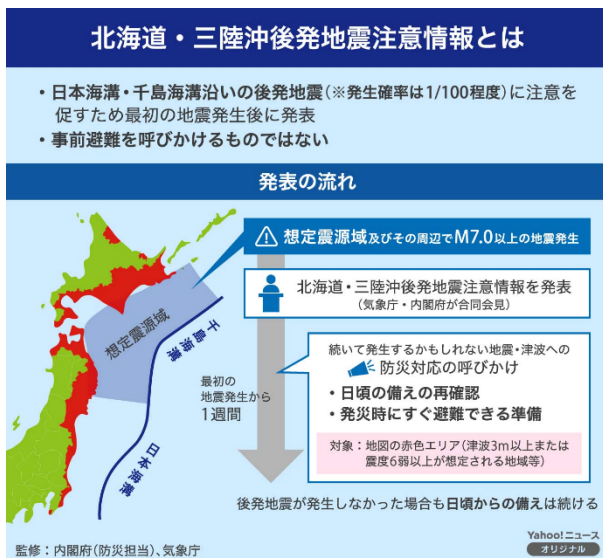 北海道・三陸沖後発地震注意情報とは
・日本海溝・千島海溝沿いの後発地震(※発生確率は1/100程度)に注意を
促すため最初の地震発生後に発表
・事前避難を呼びかけるものではない
発表の流れ
想定震源域及びその周辺でM7.0以上の地震発生
北海道・三陸沖後発地震注意情報を発表
(気象庁・内閣府が合同会見)
想定震源域
千島海溝
日本海溝
最初の
地震発生から
1週間
続いて発生するかもしれない地震・津波への
防災対応の呼びかけ
・日頃の備えの再確認
・発災時にすぐ避難できる準備
対象：地図の赤色エリア(津波3m以上または
震度6弱以上が想定される地域等)
後発地震が発生しなかった場合も日頃からの備えは続ける
監修：内閣府(防災担当)、気象庁
Yahoo!ニュース
オリジナル